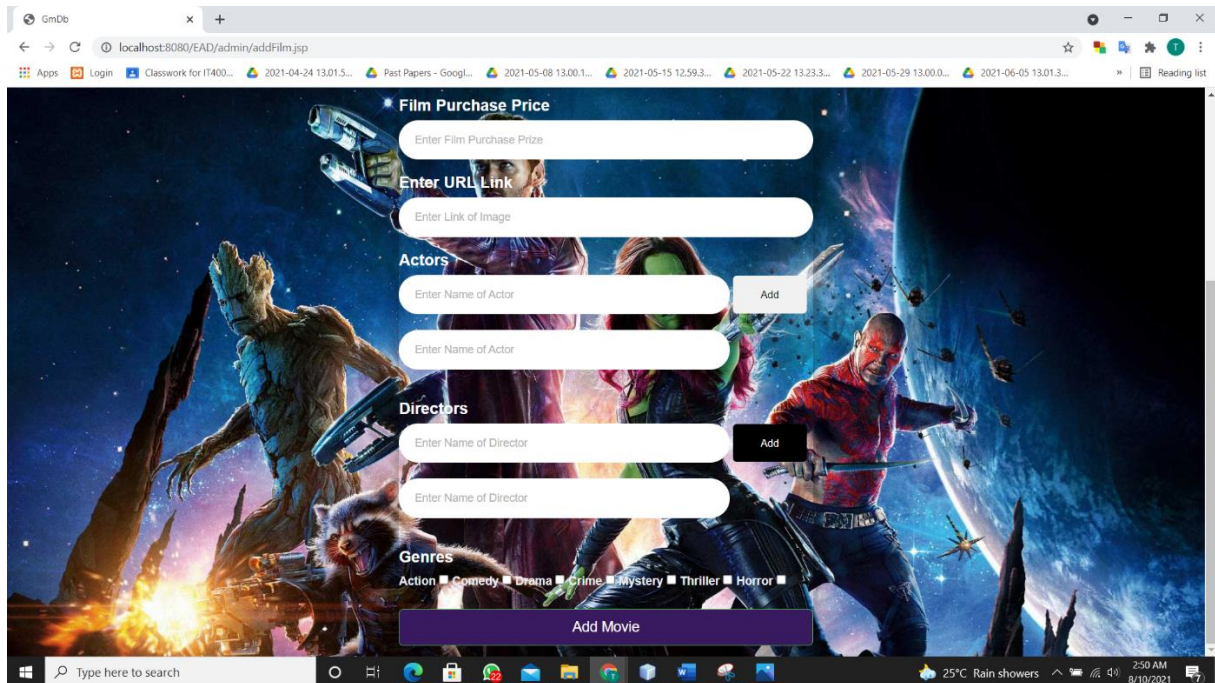 GmDb
localhost:8080/EAD/admin/addFilm.jsp
T
Apps Login Classwork for IT400... 2021-04-24 13.01.5... Past Papers - Googl... 2021-05-08 13.00.1... 2021-05-15 12.59.3... 2021-05-22 13.23.3... 2021-05-29 13.00.0... 2021-06-05 13.01.3... » Reading list
Film Purchase Price
Enter Film Purchase Prize
Enter URL Link
Enter Link of Image
Actors
Enter Name of Actor Add
Enter Name of Actor
Directors
Enter Name of Director Add
Enter Name of Director
Genres
Action Comedy Drama Crime Mystery Thriller Horror
Add Movie
Type here to search 22 25°C Rain showers 2:50 AM
8/10/2021